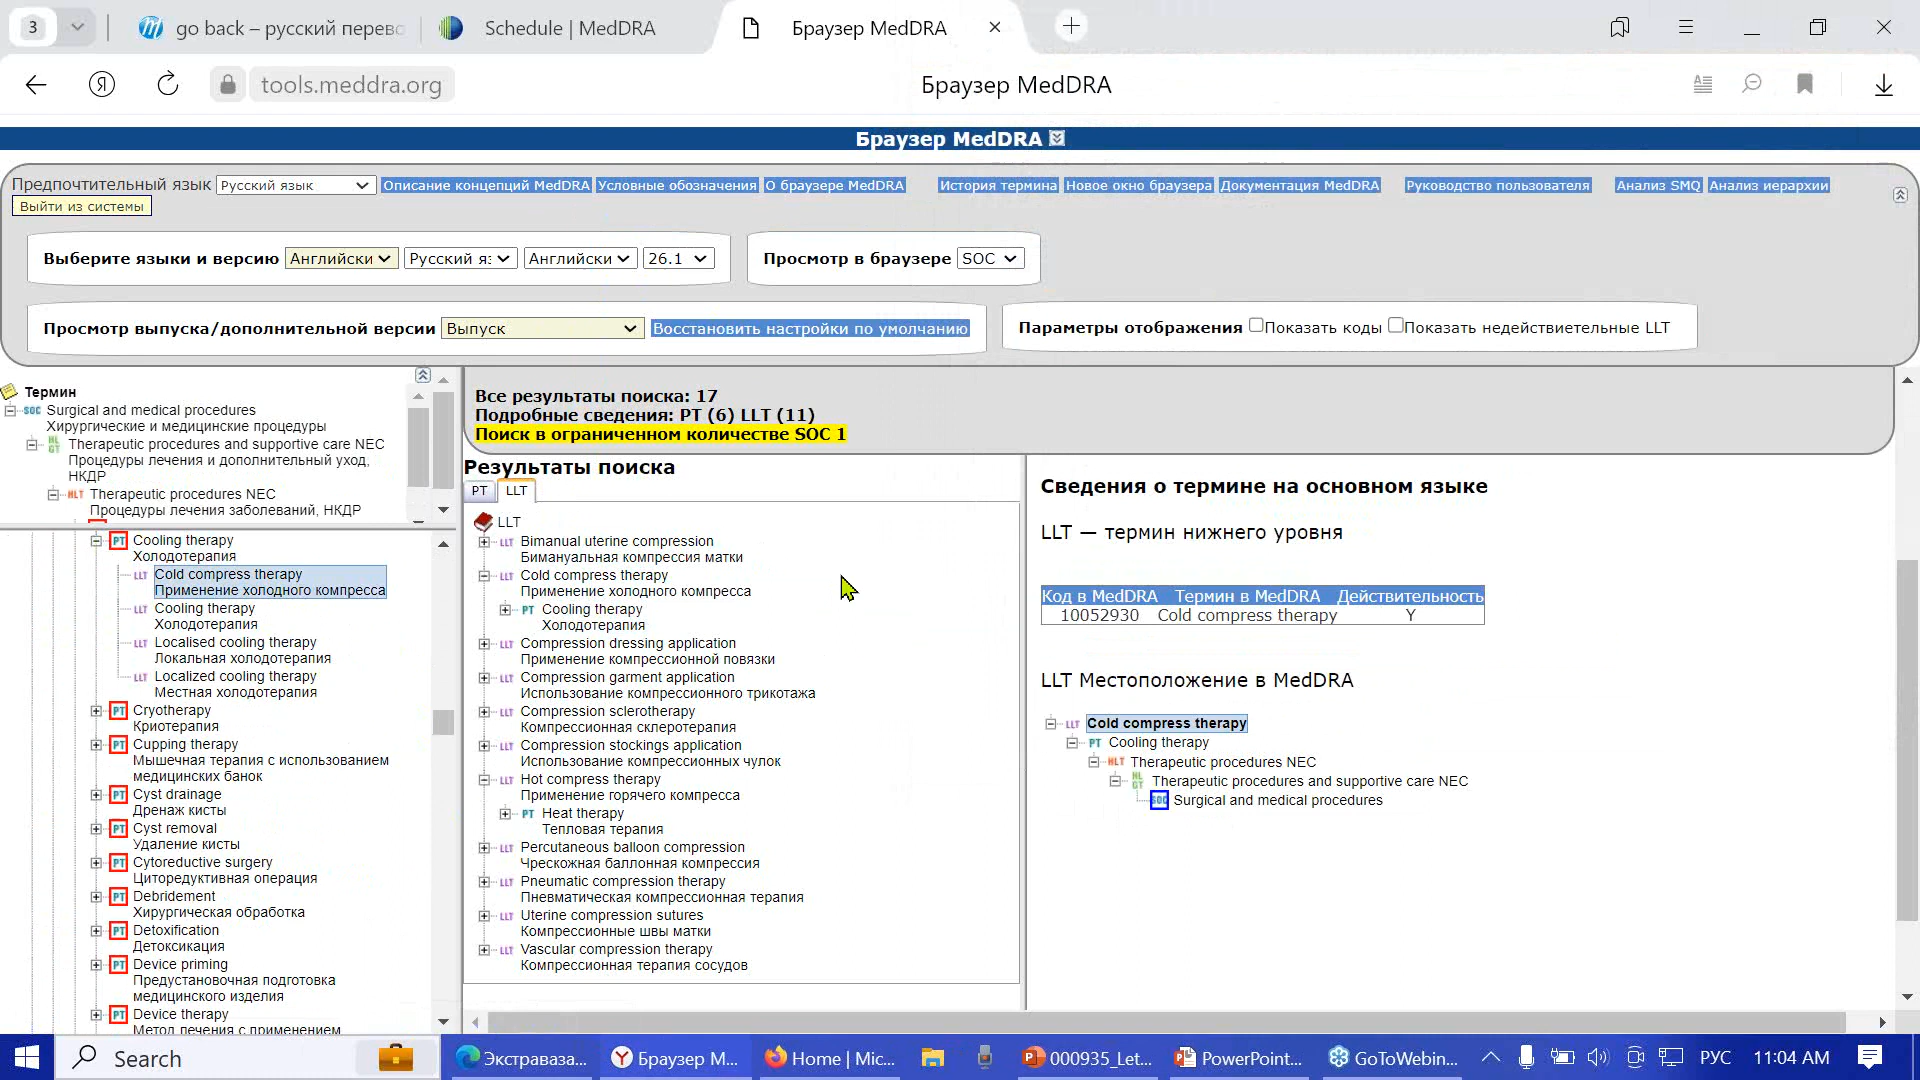 3
go back – русский перево
Schedule | MedDRA
Браузер MedDRA
tools.meddra.org
Браузер MedDRA
Браузер MedDRA
Предпочтительный язык Русский язык Описание концепций MedDRA Условные обозначения О браузере MedDRA История термина Новое окно браузера Документация MedDRA Руководство пользователя Анализ SMQ Анализ иерархии
Выйти из системы
Выберите языки и версию Английски Русский яз Английски 26.1
Просмотр в браузере SOC
Просмотр выпуска/дополнительной версии Выпуск Восстановить настройки по умолчанию
Параметры отображения Показать коды Показать недействиетельные LLT
Термин
SOC Surgical and medical procedures
Хирургические и медицинские процедуры
HLGT Therapeutic procedures and supportive care NEC
Процедуры лечения и дополнительный уход,
НКДР
HLT Therapeutic procedures NEC
Процедуры лечения заболеваний, НКДР
PT Cooling therapy
Холодотерапия
LLT Cold compress therapy
Применение холодного компресса
LLT Cooling therapy
Холодотерапия
LLT Localised cooling therapy
Локальная холодотерапия
LLT Localized cooling therapy
Местная холодотерапия
PT Cryotherapy
Криотерапия
PT Cupping therapy
Мышечная терапия с использованием
медицинских банок
PT Cyst drainage
Дренаж кисты
PT Cyst removal
Удаление кисты
PT Cytoreductive surgery
Циторедуктивная операция
PT Debridement
Хирургическая обработка
PT Detoxification
Детоксикация
PT Device priming
Предустановочная подготовка
медицинского изделия
PT Device therapy
Метод лечения с применением
Все результаты поиска: 17
Подробные сведения: PT (6) LLT (11)
Поиск в ограниченном количестве SOC 1
Результаты поиска
PT LLT
LLT
LLT Bimanual uterine compression
Бимануальная компрессия матки
LLT Cold compress therapy
Применение холодного компресса
PT Cooling therapy
Холодотерапия
LLT Compression dressing application
Применение компрессионной повязки
LLT Compression garment application
Использование компрессионного трикотажа
LLT Compression sclerotherapy
Компрессионная склеротерапия
LLT Compression stockings application
Использование компрессионных чулок
LLT Hot compress therapy
Применение горячего компресса
PT Heat therapy
Тепловая терапия
LLT Percutaneous balloon compression
Чрескожная баллонная компрессия
LLT Pneumatic compression therapy
Пневматическая компрессионная терапия
LLT Uterine compression sutures
Компрессионные швы матки
LLT Vascular compression therapy
Компрессионная терапия сосудов
Сведения о термине на основном языке
LLT — термин нижнего уровня
Код в MedDRA Термин в MedDRA Действительность
10052930 Cold compress therapy Y
LLT Местоположение в MedDRA
LLT Cold compress therapy
PT Cooling therapy
HLT Therapeutic procedures NEC
HLGT Therapeutic procedures and supportive care NEC
SOC Surgical and medical procedures
Search
Экстраваза...
Браузер М...
Home | Mic...
000935_Let...
PowerPoint...
GoToWebin...
РУС
11:04 AM